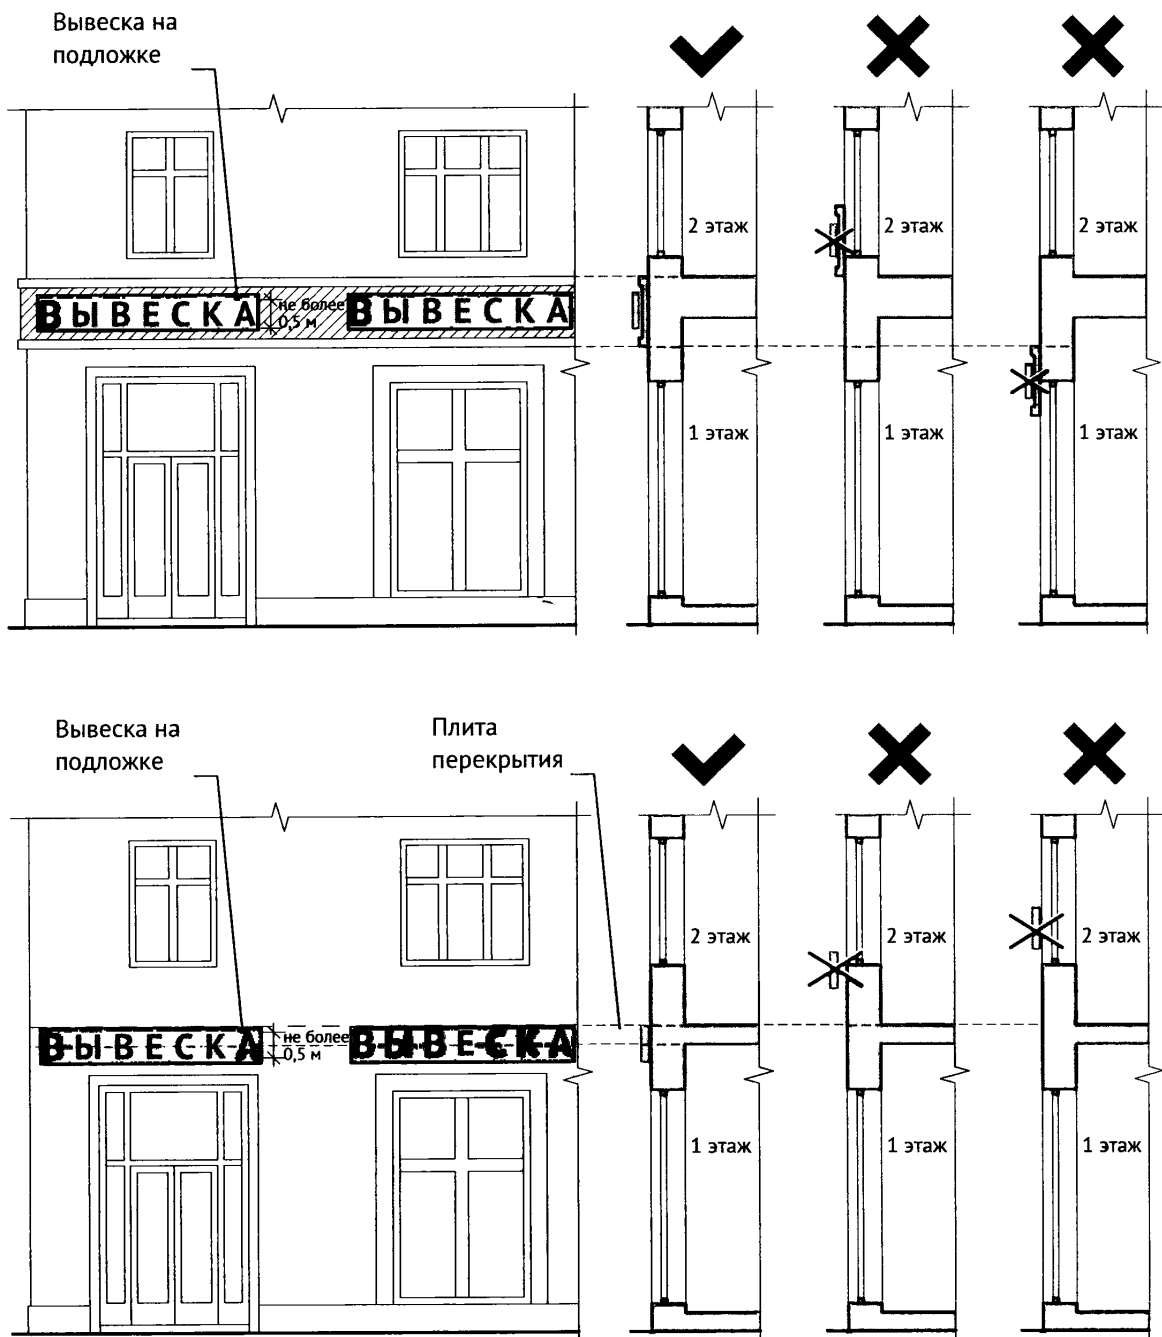 Вывеска на
подложке
2 этаж
2 этаж
2 этаж
ВЫВЕСКА
не более
0,5 м
ВЫВЕСКА
1 этаж
1 этаж
1 этаж
Вывеска на
подложке
Плита
перекрытия
2 этаж
2 этаж
2 этаж
ВЫВЕСКА
не более
0,5 м
ВЫВЕСКА
1 этаж
1 этаж
1 этаж